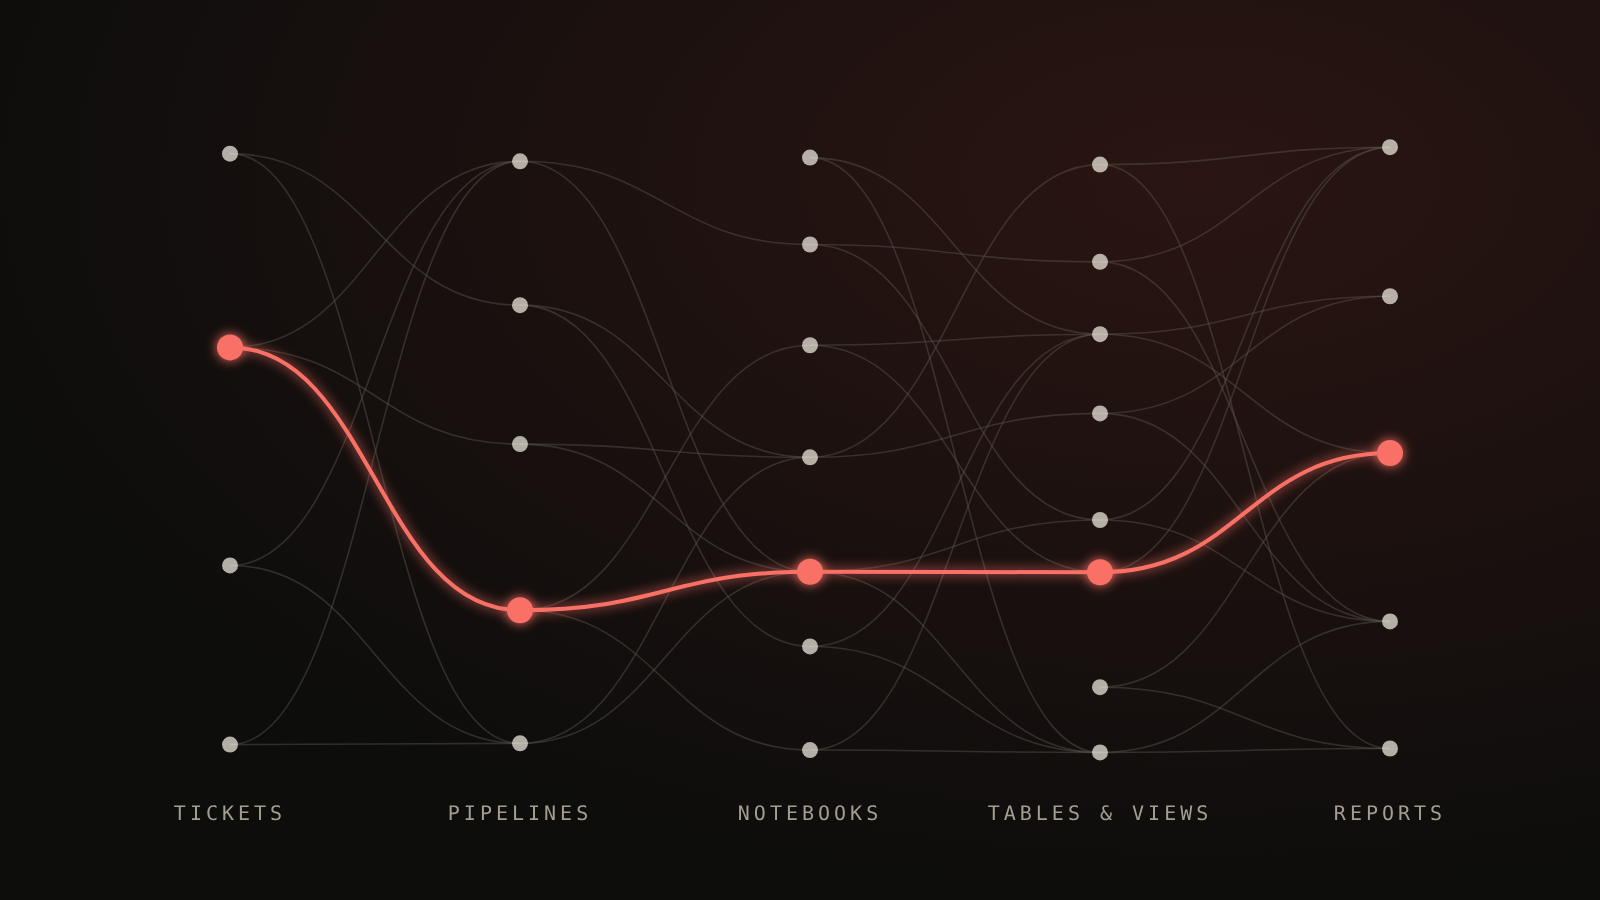 TICKETS
PIPELINES
NOTEBOOKS
TABLES & VIEWS
REPORTS